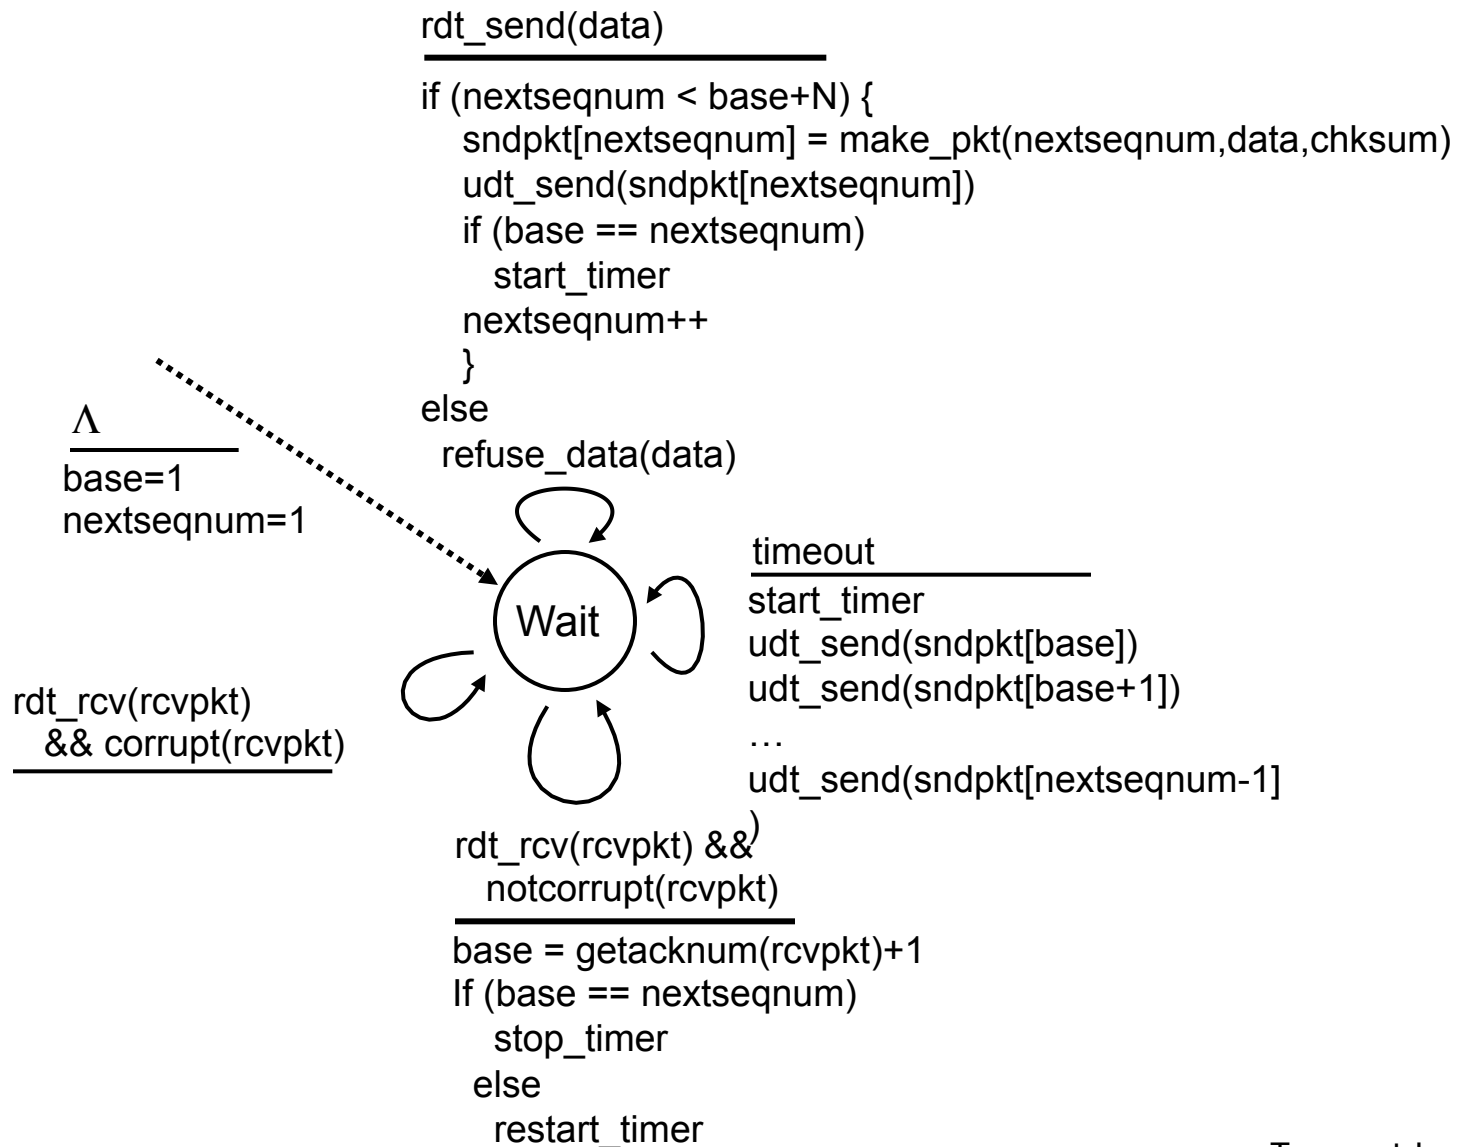 rdt_send(data)
if (nextseqnum < base+N) {
sndpkt[nextseqnum] = make_pkt(nextseqnum,data,chksum)
udt_send(sndpkt[nextseqnum])
if (base == nextseqnum)
start_timer
nextseqnum++
}
else
refuse_data(data)
Λ
base=1
nextseqnum=1
Wait
timeout
start_timer
udt_send(sndpkt[base])
udt_send(sndpkt[base+1])
…
udt_send(sndpkt[nextseqnum-1]
)
rdt_rcv(rcvpkt)
&& corrupt(rcvpkt)
rdt_rcv(rcvpkt) &&
notcorrupt(rcvpkt)
base = getacknum(rcvpkt)+1
If (base == nextseqnum)
stop_timer
else
restart_timer